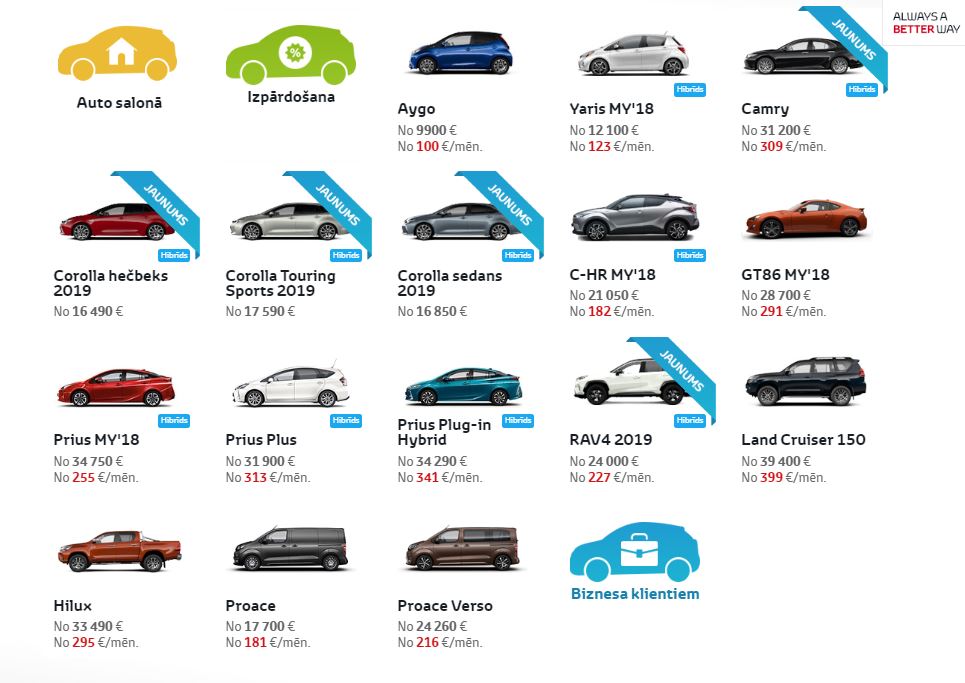 ALWAYS A
BETTER WAY
Auto salonā
%
Izpārdošana
Aygo
No 9900 €
No 100 €/mēn.
Hibrīds
Yaris MY'18
No 12 100 €
No 123 €/mēn.
JAUNUMS
Hibrīds
Camry
No 31 200 €
No 309 €/mēn.
JAUNUMS
Hibrīds
Corolla hečbeks
2019
No 16 490 €
JAUNUMS
Hibrīds
Corolla Touring
Sports 2019
No 17 590 €
JAUNUMS
Hibrīds
Corolla sedans
2019
No 16 850 €
Hibrīds
C-HR MY'18
No 21 050 €
No 182 €/mēn.
GT86 MY'18
No 28 700 €
No 291 €/mēn.
Hibrīds
Prius MY'18
No 34 750 €
No 255 €/mēn.
Hibrīds
Prius Plus
No 31 900 €
No 313 €/mēn.
Hibrīds
Prius Plug-in
Hybrid
No 34 290 €
No 341 €/mēn.
JAUNUMS
Hibrīds
RAV4 2019
No 24 000 €
No 227 €/mēn.
Land Cruiser 150
No 39 400 €
No 399 €/mēn.
Hilux
No 33 490 €
No 295 €/mēn.
Proace
No 17 700 €
No 181 €/mēn.
Proace Verso
No 24 260 €
No 216 €/mēn.
Biznesa klientiem